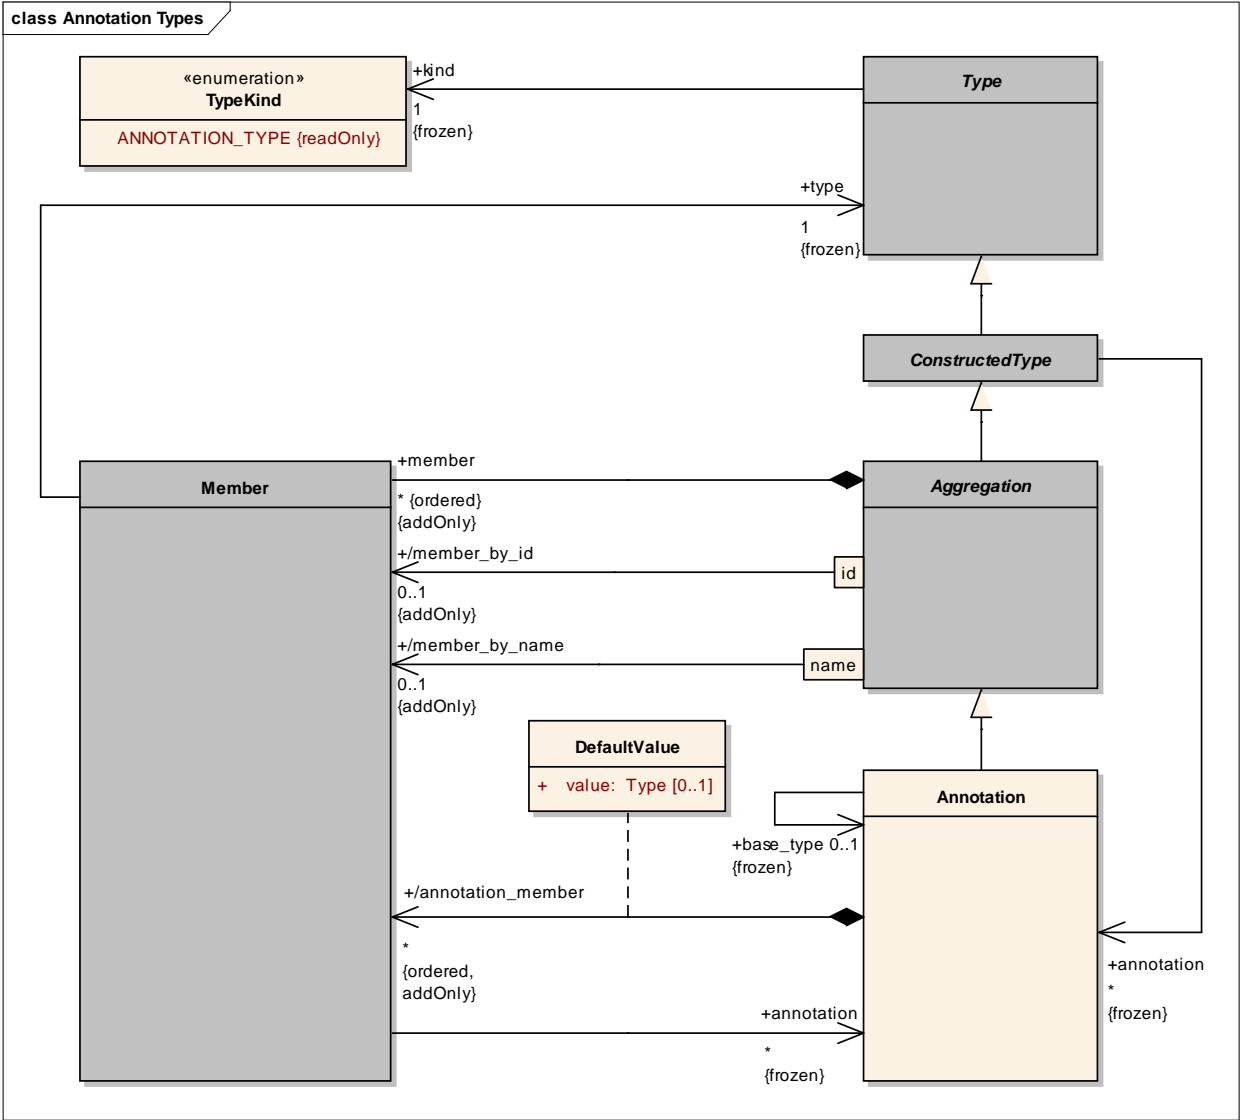 class Annotation Types
«enumeration»
TypeKind
ANNOTATION_TYPE {readOnly}
+kind
1
{frozen}
Type
+type
1
{frozen}
ConstructedType
Member
+member
* {ordered}
{addOnly}
Aggregation
+/member_by_id
0..1
{addOnly}
id
+/member_by_name
0..1
{addOnly}
name
DefaultValue
+ value: Type [0..1]
Annotation
+base_type 0..1
{frozen}
+/annotation_member
*
{ordered,
addOnly}
+annotation
*
{frozen}
+annotation
*
{frozen}